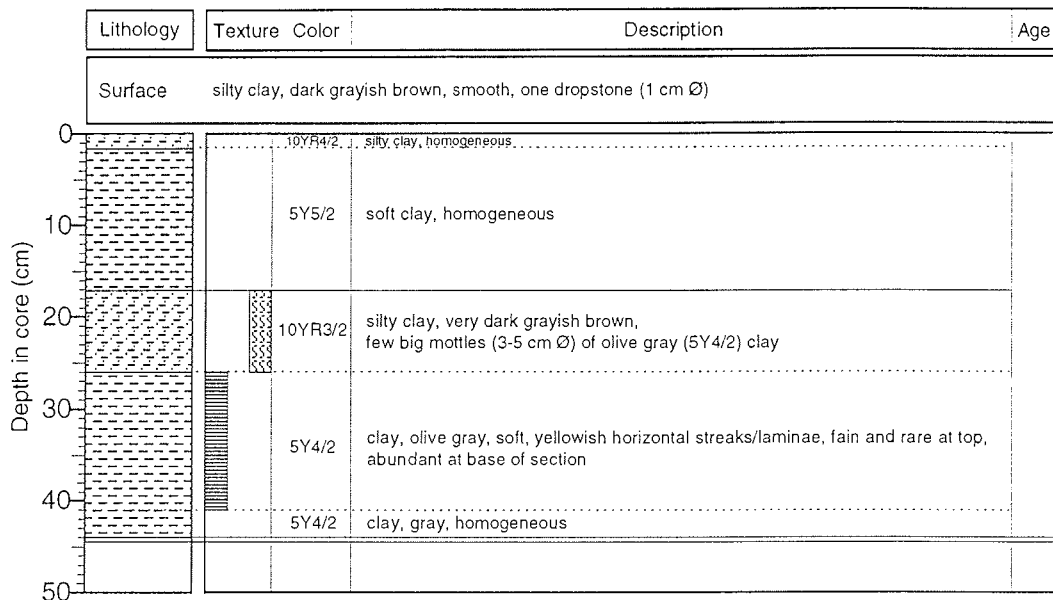 Lithology Texture Color Description Age
Surface silty clay, dark grayish brown, smooth, one dropstone (1 cm Ø)
0 10YR4/2 silty clay, homogeneous
10 5Y5/2 soft clay, homogeneous
20 10YR3/2 silty clay, very dark grayish brown,
few big mottles (3-5 cm Ø) of olive gray (5Y4/2) clay
30
5Y4/2 clay, olive gray, soft, yellowish horizontal streaks/laminae, fain and rare at top,
abundant at base of section
40
5Y4/2 clay, gray, homogeneous
50
Depth in core (cm)